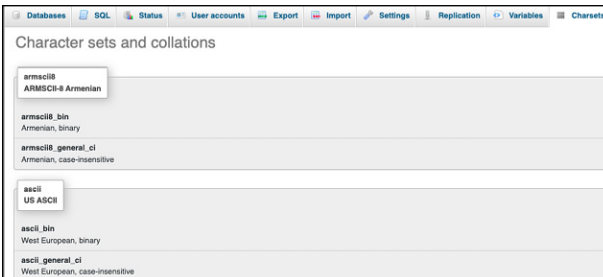 Databases SQL Status User accounts Export Import Settings Replication Variables Charsets
Character sets and collations
armscii8
ARMSCII-8 Armenian
armscii8_bin
Armenian, binary
armscii8_general_ci
Armenian, case-insensitive
ascii
US ASCII
ascii_bin
West European, binary
ascii_general_ci
West European, case-insensitive